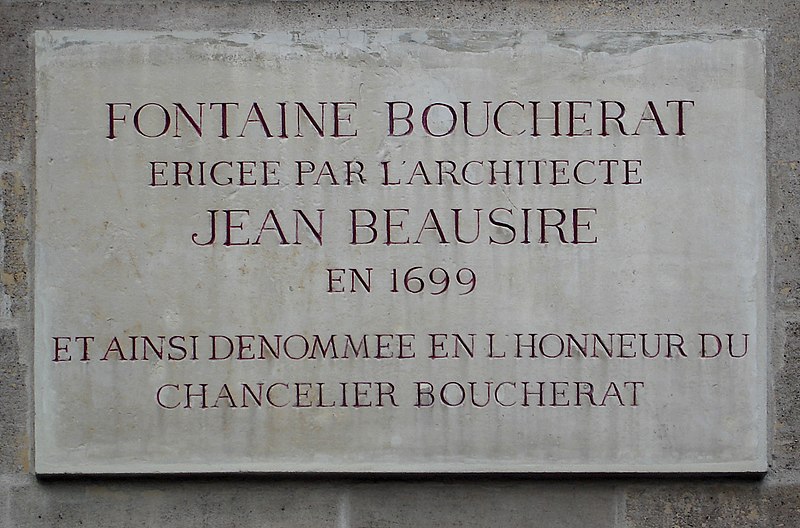 FONTAINE BOUCHERAT
ERIGEE PAR L'ARCHITECTE
JEAN BEAUSIRE
EN 1699
ET AINSI DENOMMEE EN L'HONNEUR DU
CHANCELIER BOUCHERAT